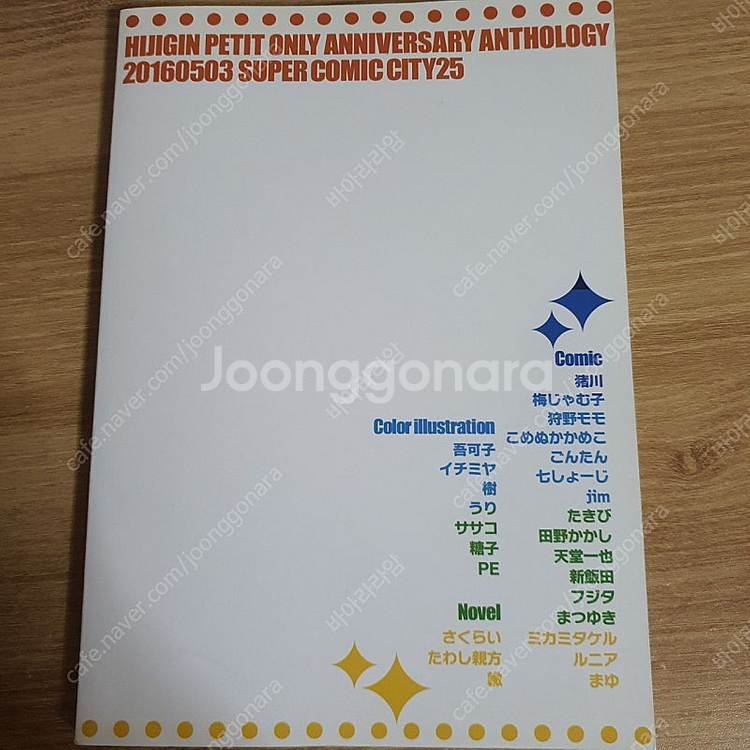 HIJIGIN PETIT ONLY ANNIVERSARY ANTHOLOGY
20160503 SUPER COMIC CITY25
Joonggonara
cafe.naver.com/joonggonara
바이라라암
Color illustration
吾可子
イチミヤ
樹
うり
ササコ
糖子
PE
Novel
さくらい
たわし親方
Comic
猪川
梅じゃむ子
狩野モモ
こめぬかかめこ
ごんたん
七しょーじ
jim
たきび
田野かかし
天堂一也
新飯田
フジタ
まつゆき
ミカミタケル
ルニア
まゆ